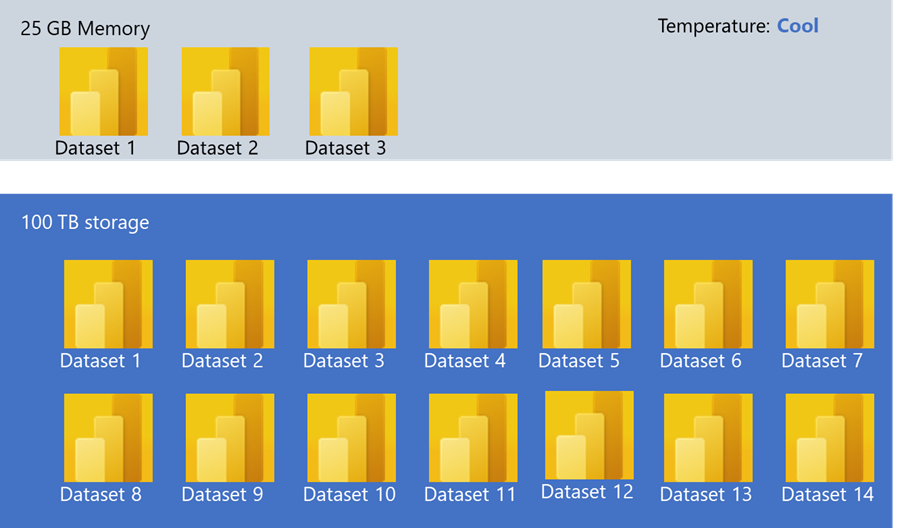 25 GB Memory
Temperature: Cool
Dataset 1
Dataset 2
Dataset 3
100 TB storage
Dataset 1
Dataset 2
Dataset 3
Dataset 4
Dataset 5
Dataset 6
Dataset 7
Dataset 8
Dataset 9
Dataset 10
Dataset 11
Dataset 12
Dataset 13
Dataset 14